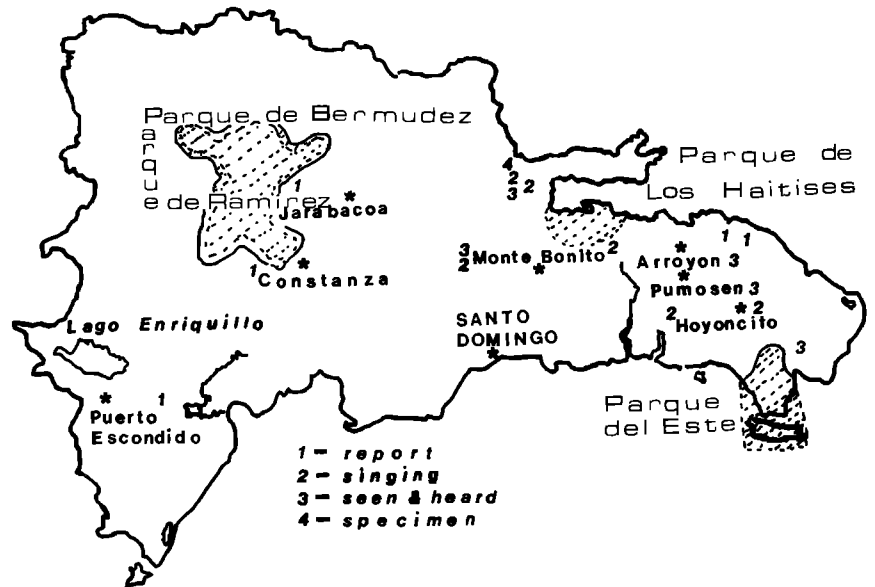 Parque de Bermudez
Parque de Ramirez
1
Jarabacoa *
1 Constanza *
4
2
3 2
Parque de
Los Haitises
3
2 Monte Bonito 2
*
1 1
*
Arroyon 3
*
Pumosen 3
* 2
2 Hoyoncito
3
Lago Enriquillo
SANTO
DOMINGO
*
* 1
Puerto
Escondido
Parque
del Este
1 - report
2 - singing
3 - seen & heard
4 - specimen